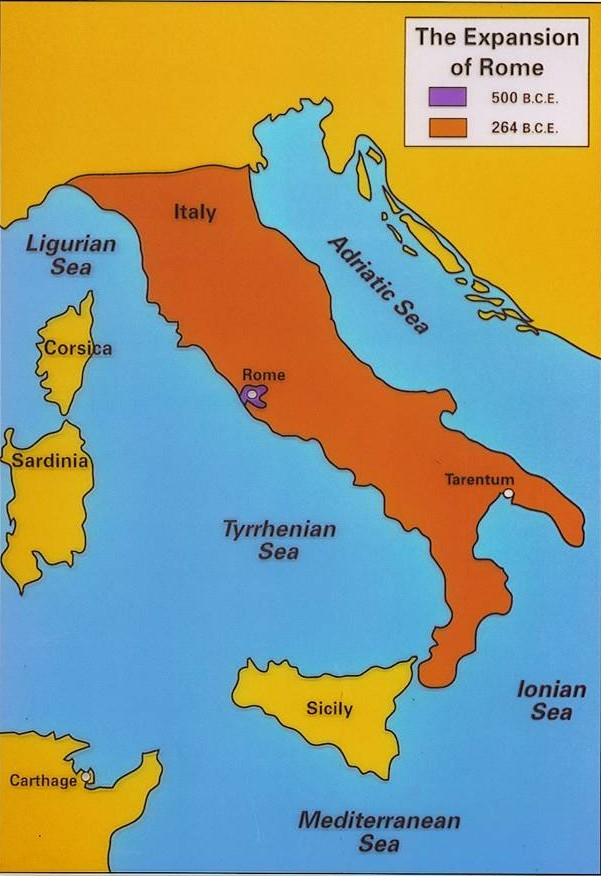 The Expansion
of Rome
500 B.C.E.
264 B.C.E.
Italy
Ligurian
Sea
Adriatic Sea
Corsica
Rome
Sardinia
Tarentum
Tyrrhenian
Sea
Ionian
Sea
Sicily
Carthage
Mediterranean
Sea